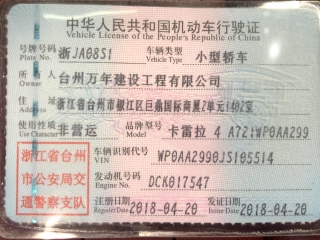 中华人民共和国机动车行驶证
Vehicle License of the People's Republic of China
号牌号码 浙JA08S1 车辆类型 小型轿车
Plate No. Vehicle Type
所有人 台州万年建设工程有限公司
Owner
住址 浙江省台州市椒江区巨鼎国际商厦2单元1402室
Address
使用性质 非营运 品牌型号 卡雷拉 4 A721WP0AA299
Use Character Model
浙江省台州 车辆识别代号 WP0AA2990JS105514
VIN
市公安局交 发动机号码 DCK017547
Engine No.
通警察支队 注册日期 2018-04-20 发证日期 2018-04-20
Register Date Issue Date